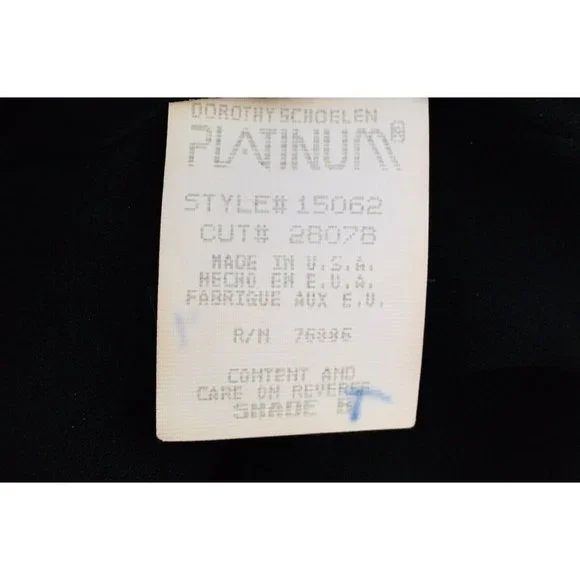 DOROTHY SCHOELEN
PLATINUM®
STYLE# 15062
CUT# 28078
MADE IN U.S.A.
HECHO EN E.U.A.
FABRIQUE AUX E.U.
R/N 76886
CONTENT AND
CARE ON REVERSE
SHADE B